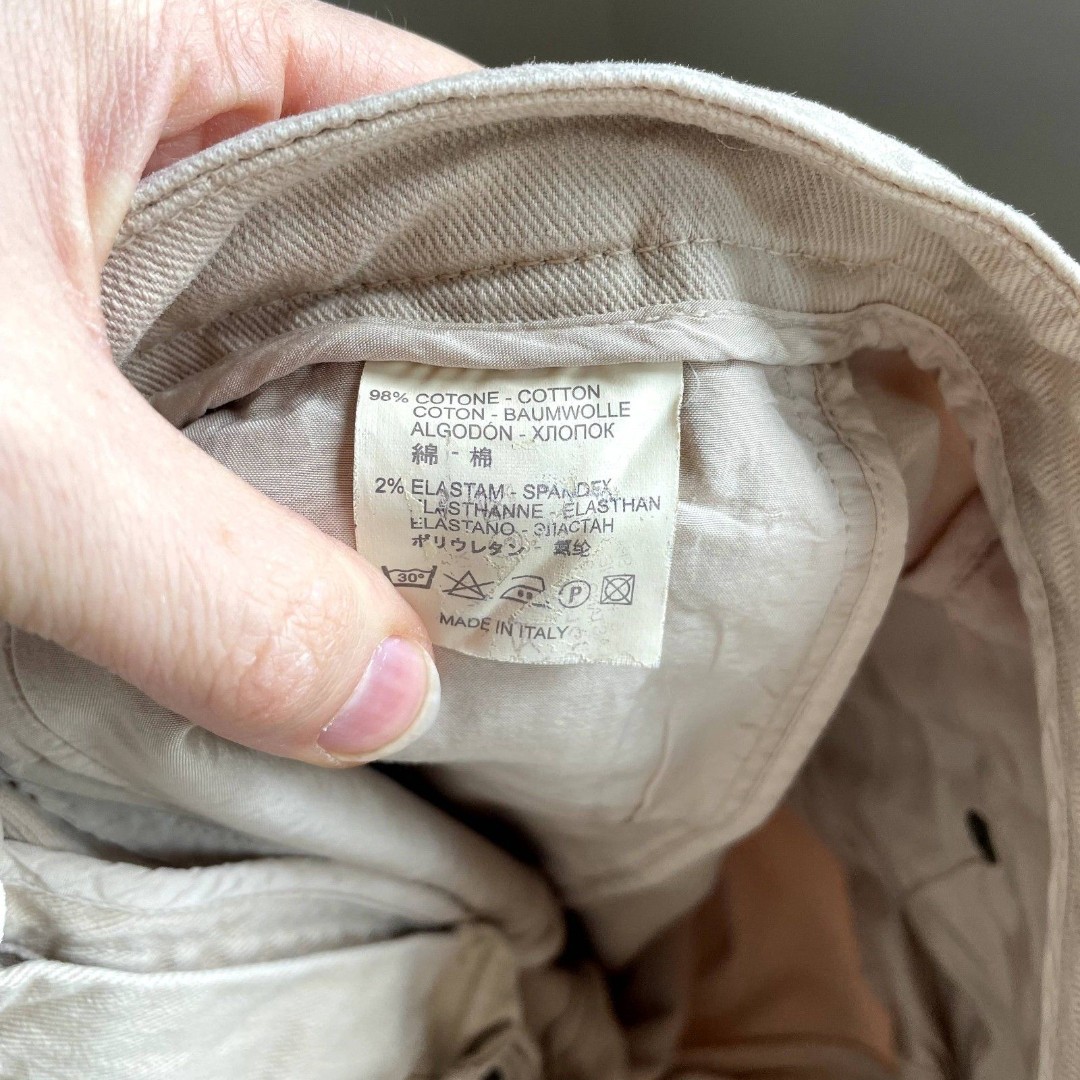 98% COTONE - COTTON
COTON - BAUMWOLLE
ALGODÓN - ХЛОПОК
綿 - 棉
2% ELASTAM - SPANDEX
ELASTHANNE - ELASTHAN
ELASTANO - ЭЛАСТАН
ポリウレタン -
30° P
MADE IN ITALY